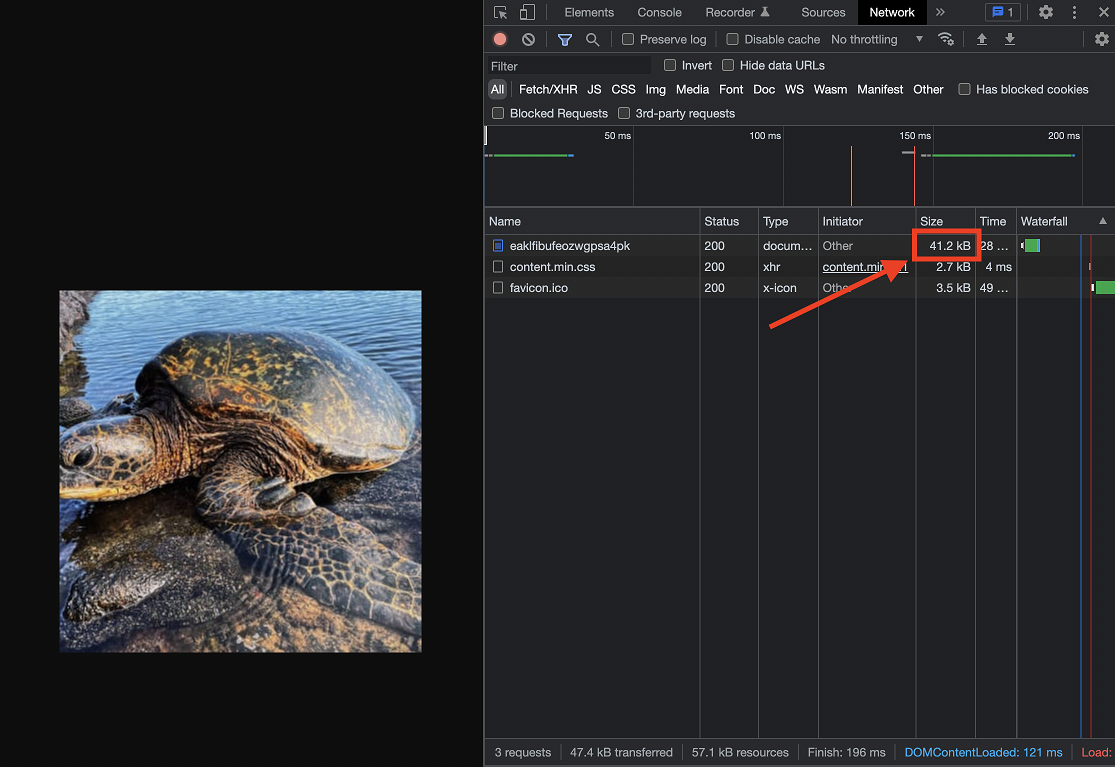 Elements Console Recorder Sources Network » 1
Preserve log Disable cache No throttling
Filter Invert Hide data URLs
All Fetch/XHR JS CSS Img Media Font Doc WS Wasm Manifest Other Has blocked cookies
Blocked Requests 3rd-party requests
50 ms 100 ms 150 ms 200 ms
Name Status Type Initiator Size Time Waterfall
eaklfibufeozwgpsa4pk 200 docum… Other 41.2 kB 28 …
content.min.css 200 xhr 2.7 kB 4 ms
favicon.ico 200 x-icon Other 3.5 kB 49 …
3 requests 47.4 kB transferred 57.1 kB resources Finish: 196 ms DOMContentLoaded: 121 ms Load: